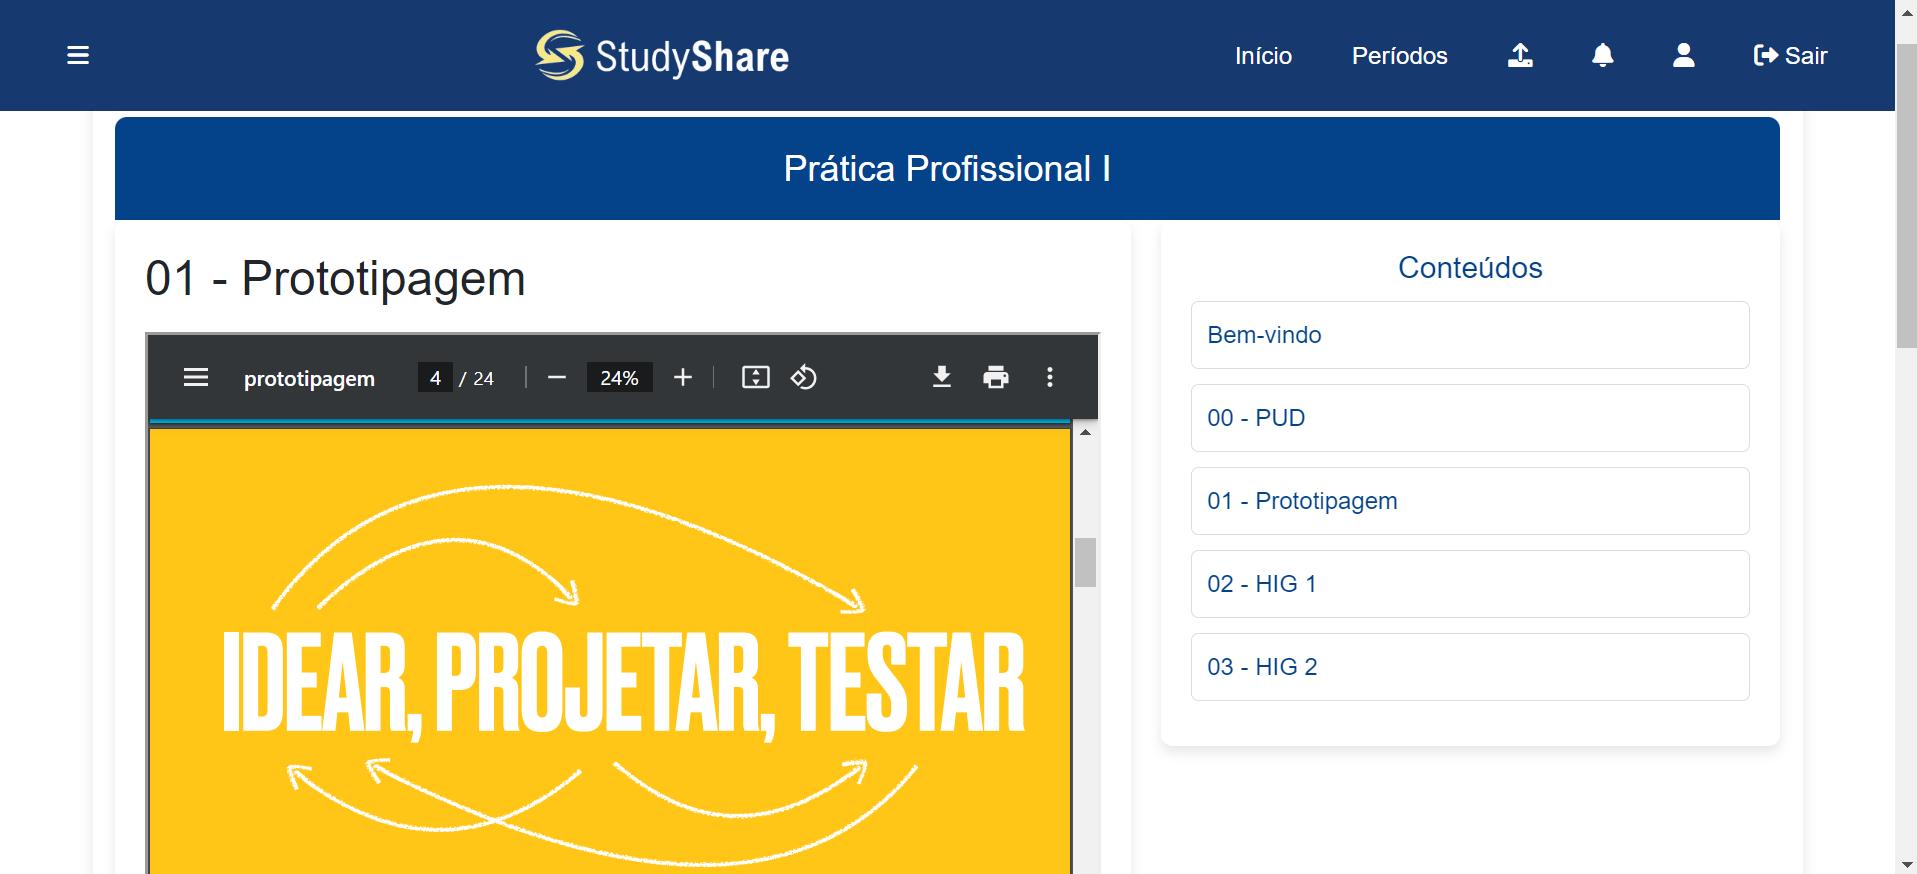 StudyShare
Início
Períodos
Sair
Prática Profissional I
01 - Prototipagem
prototipagem
4 / 24
24%
IDEAR, PROJETAR, TESTAR
Conteúdos
Bem-vindo
00 - PUD
01 - Prototipagem
02 - HIG 1
03 - HIG 2